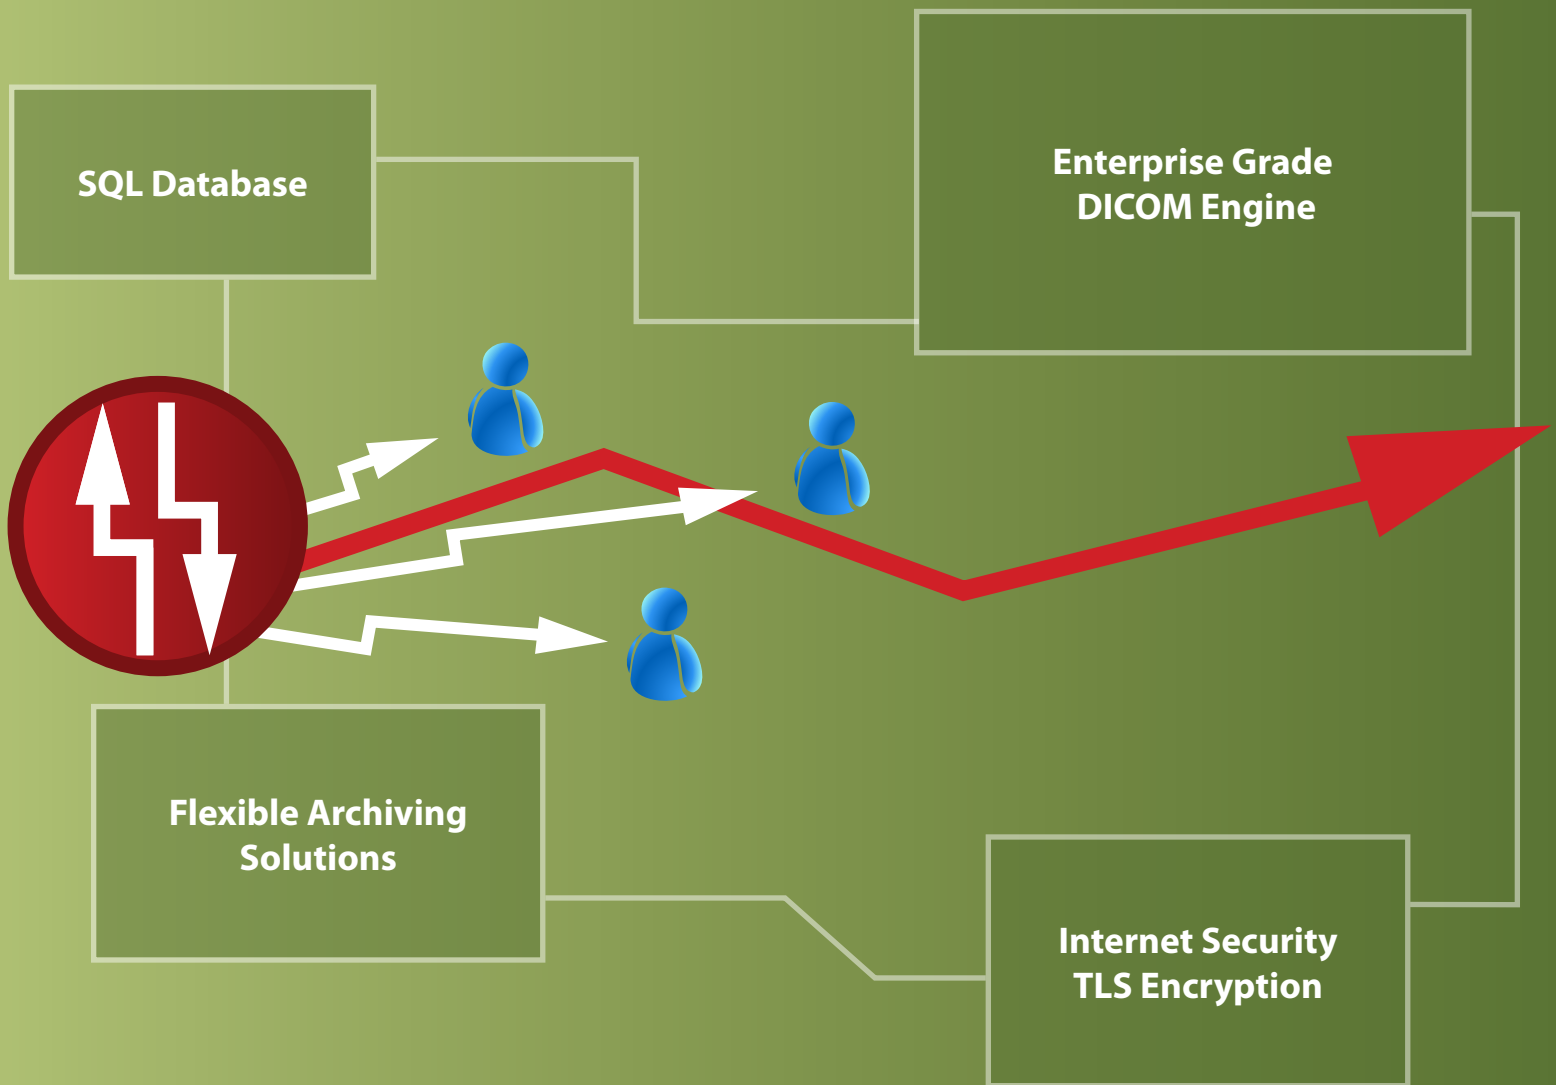 SQL Database
Enterprise Grade
DICOM Engine
Flexible Archiving
Solutions
Internet Security
TLS Encryption